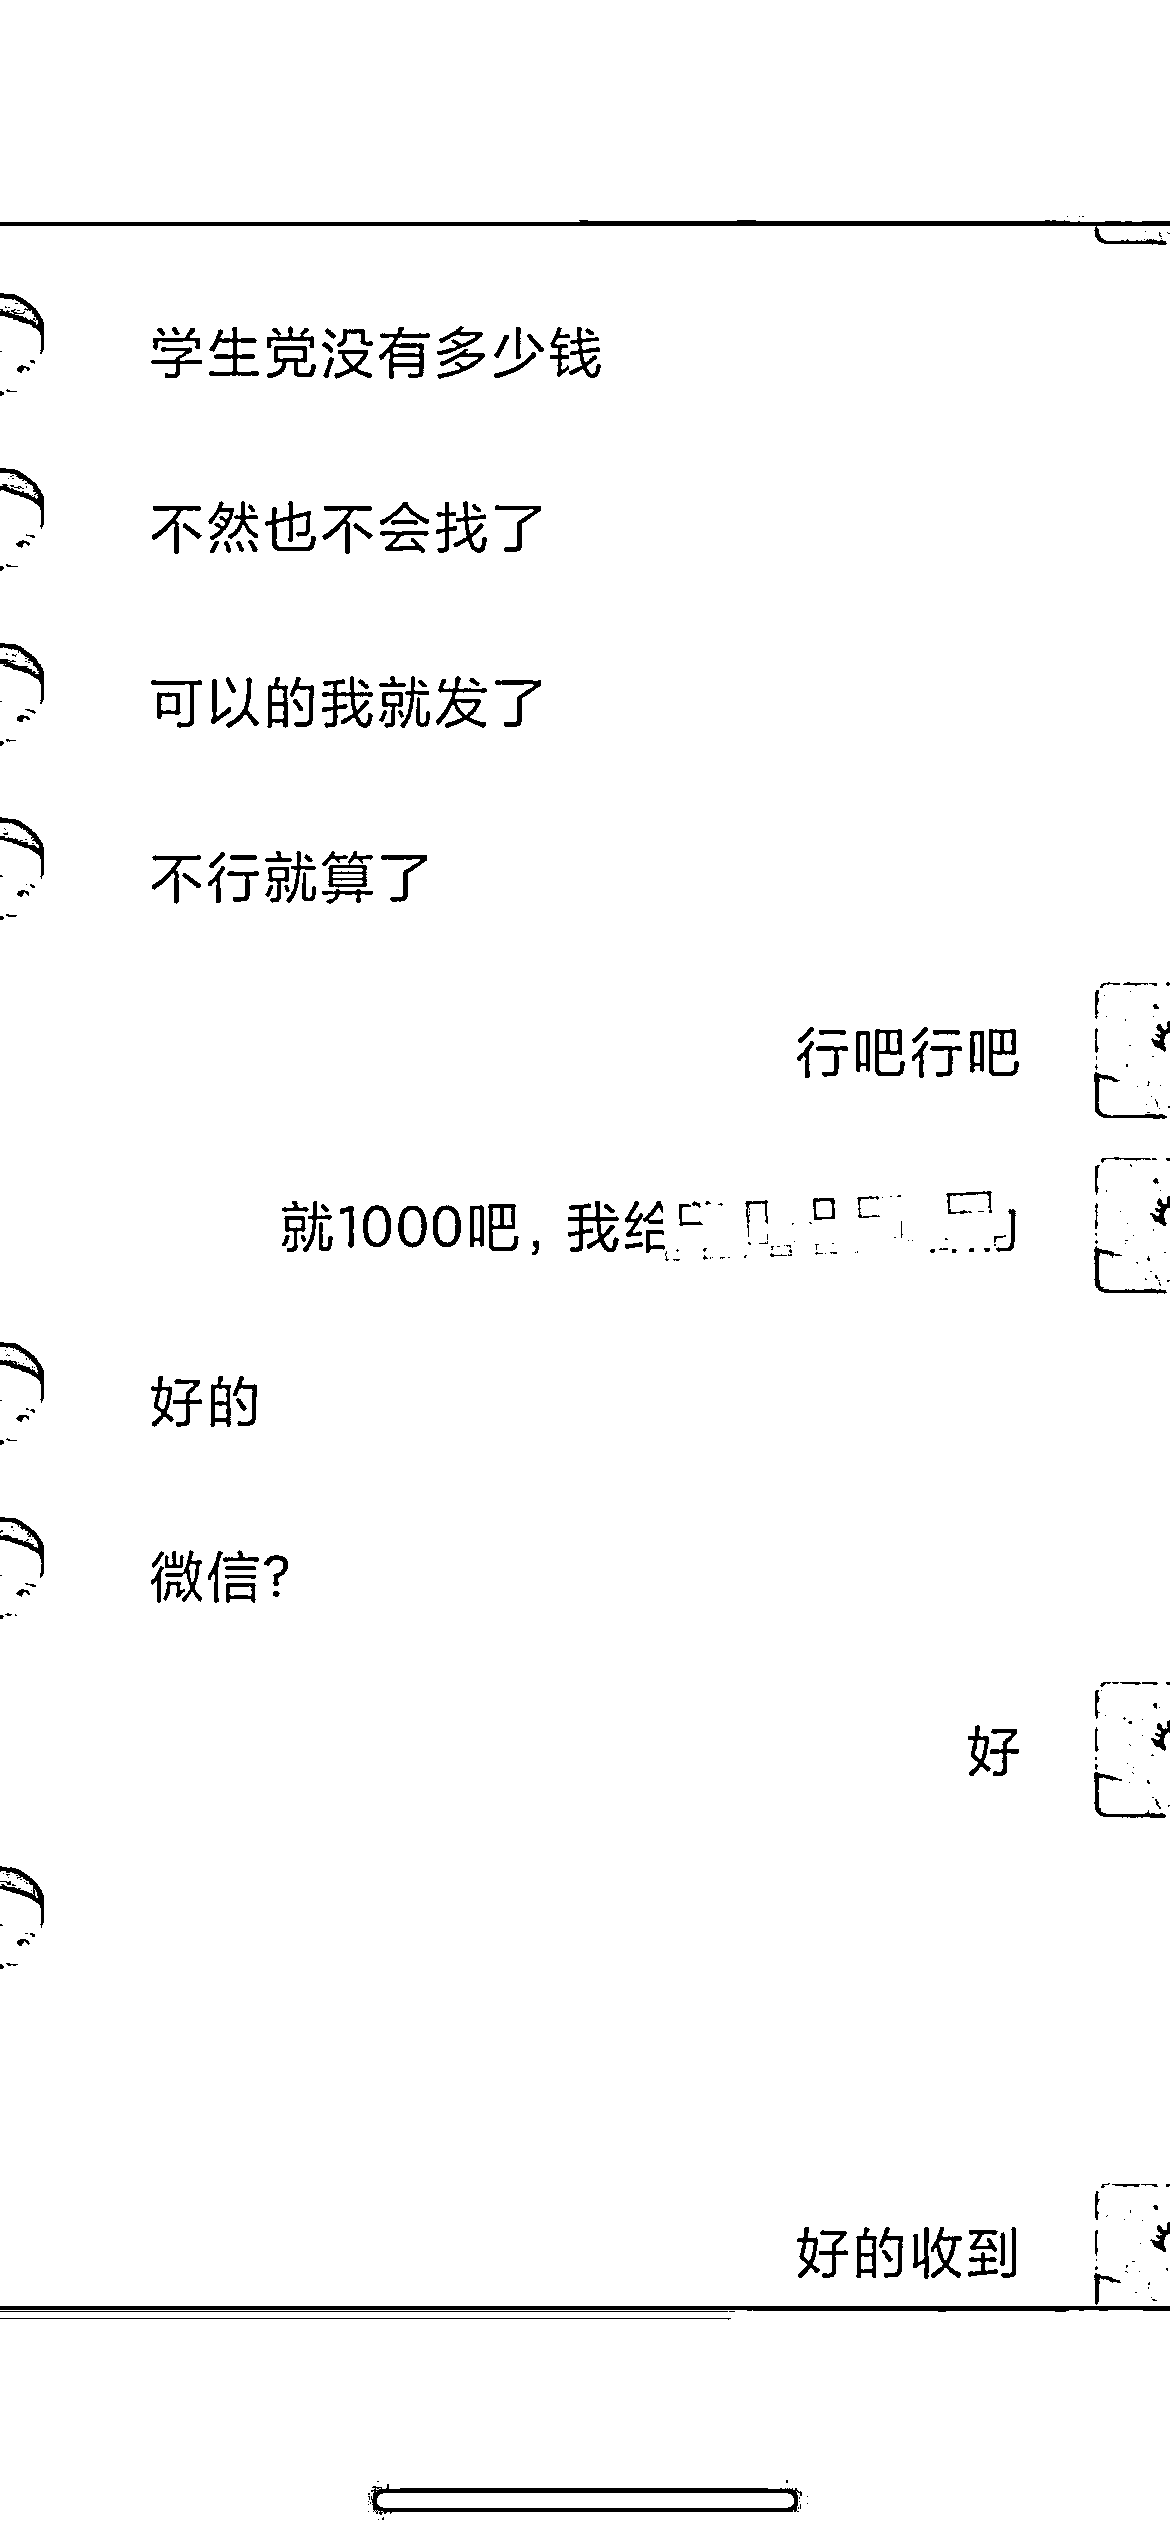 学生党没有多少钱
不然也不会找了
可以的我就发了
不行就算了
行吧行吧
就1000吧，我给
好的
微信？
好
好的收到